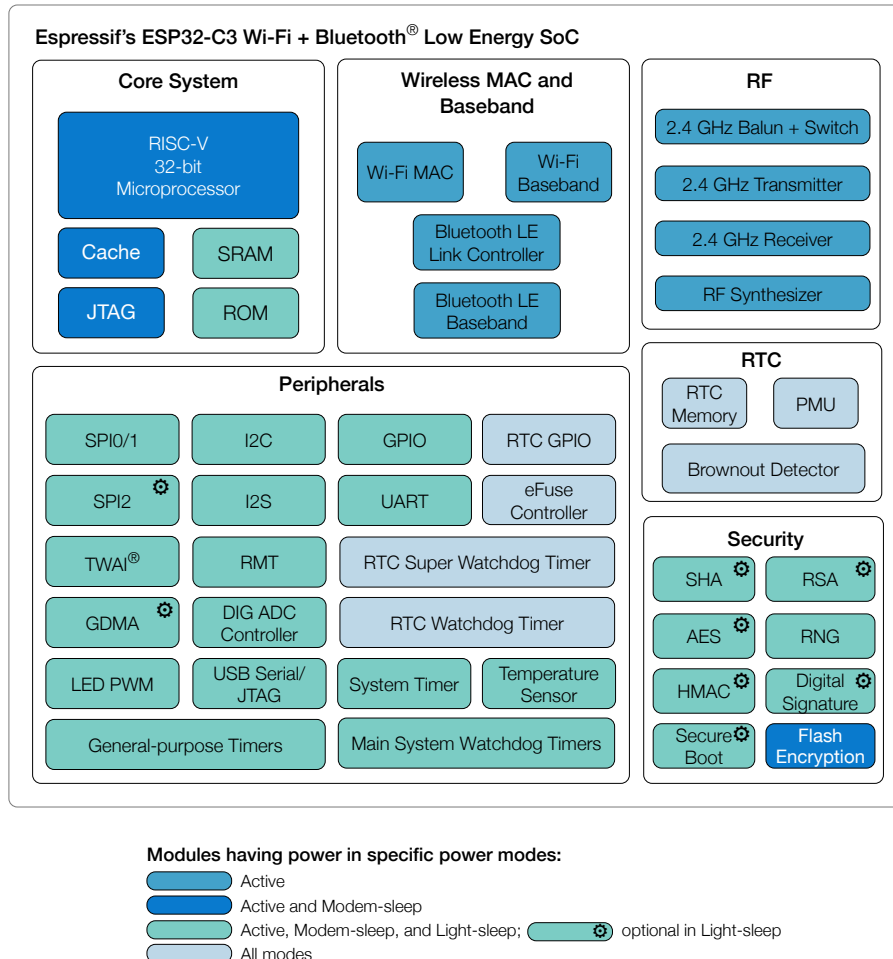 Espressif's ESP32-C3 Wi-Fi + Bluetooth® Low Energy SoC
Core System
RISC-V
32-bit
Microprocessor
Cache
SRAM
JTAG
ROM
Wireless MAC and
Baseband
Wi-Fi MAC
Wi-Fi
Baseband
Bluetooth LE
Link Controller
Bluetooth LE
Baseband
RF
2.4 GHz Balun + Switch
2.4 GHz Transmitter
2.4 GHz Receiver
RF Synthesizer
Peripherals
SPI0/1
I2C
GPIO
RTC GPIO
SPI2
I2S
UART
eFuse
Controller
TWAI®
RMT
RTC Super Watchdog Timer
GDMA
DIG ADC
Controller
RTC Watchdog Timer
LED PWM
USB Serial/
JTAG
System Timer
Temperature
Sensor
General-purpose Timers
Main System Watchdog Timers
RTC
RTC
Memory
PMU
Brownout Detector
Security
SHA
RSA
AES
RNG
HMAC
Digital
Signature
Secure
Boot
Flash
Encryption
Modules having power in specific power modes:
Active
Active and Modem-sleep
Active, Modem-sleep, and Light-sleep; optional in Light-sleep
All modes